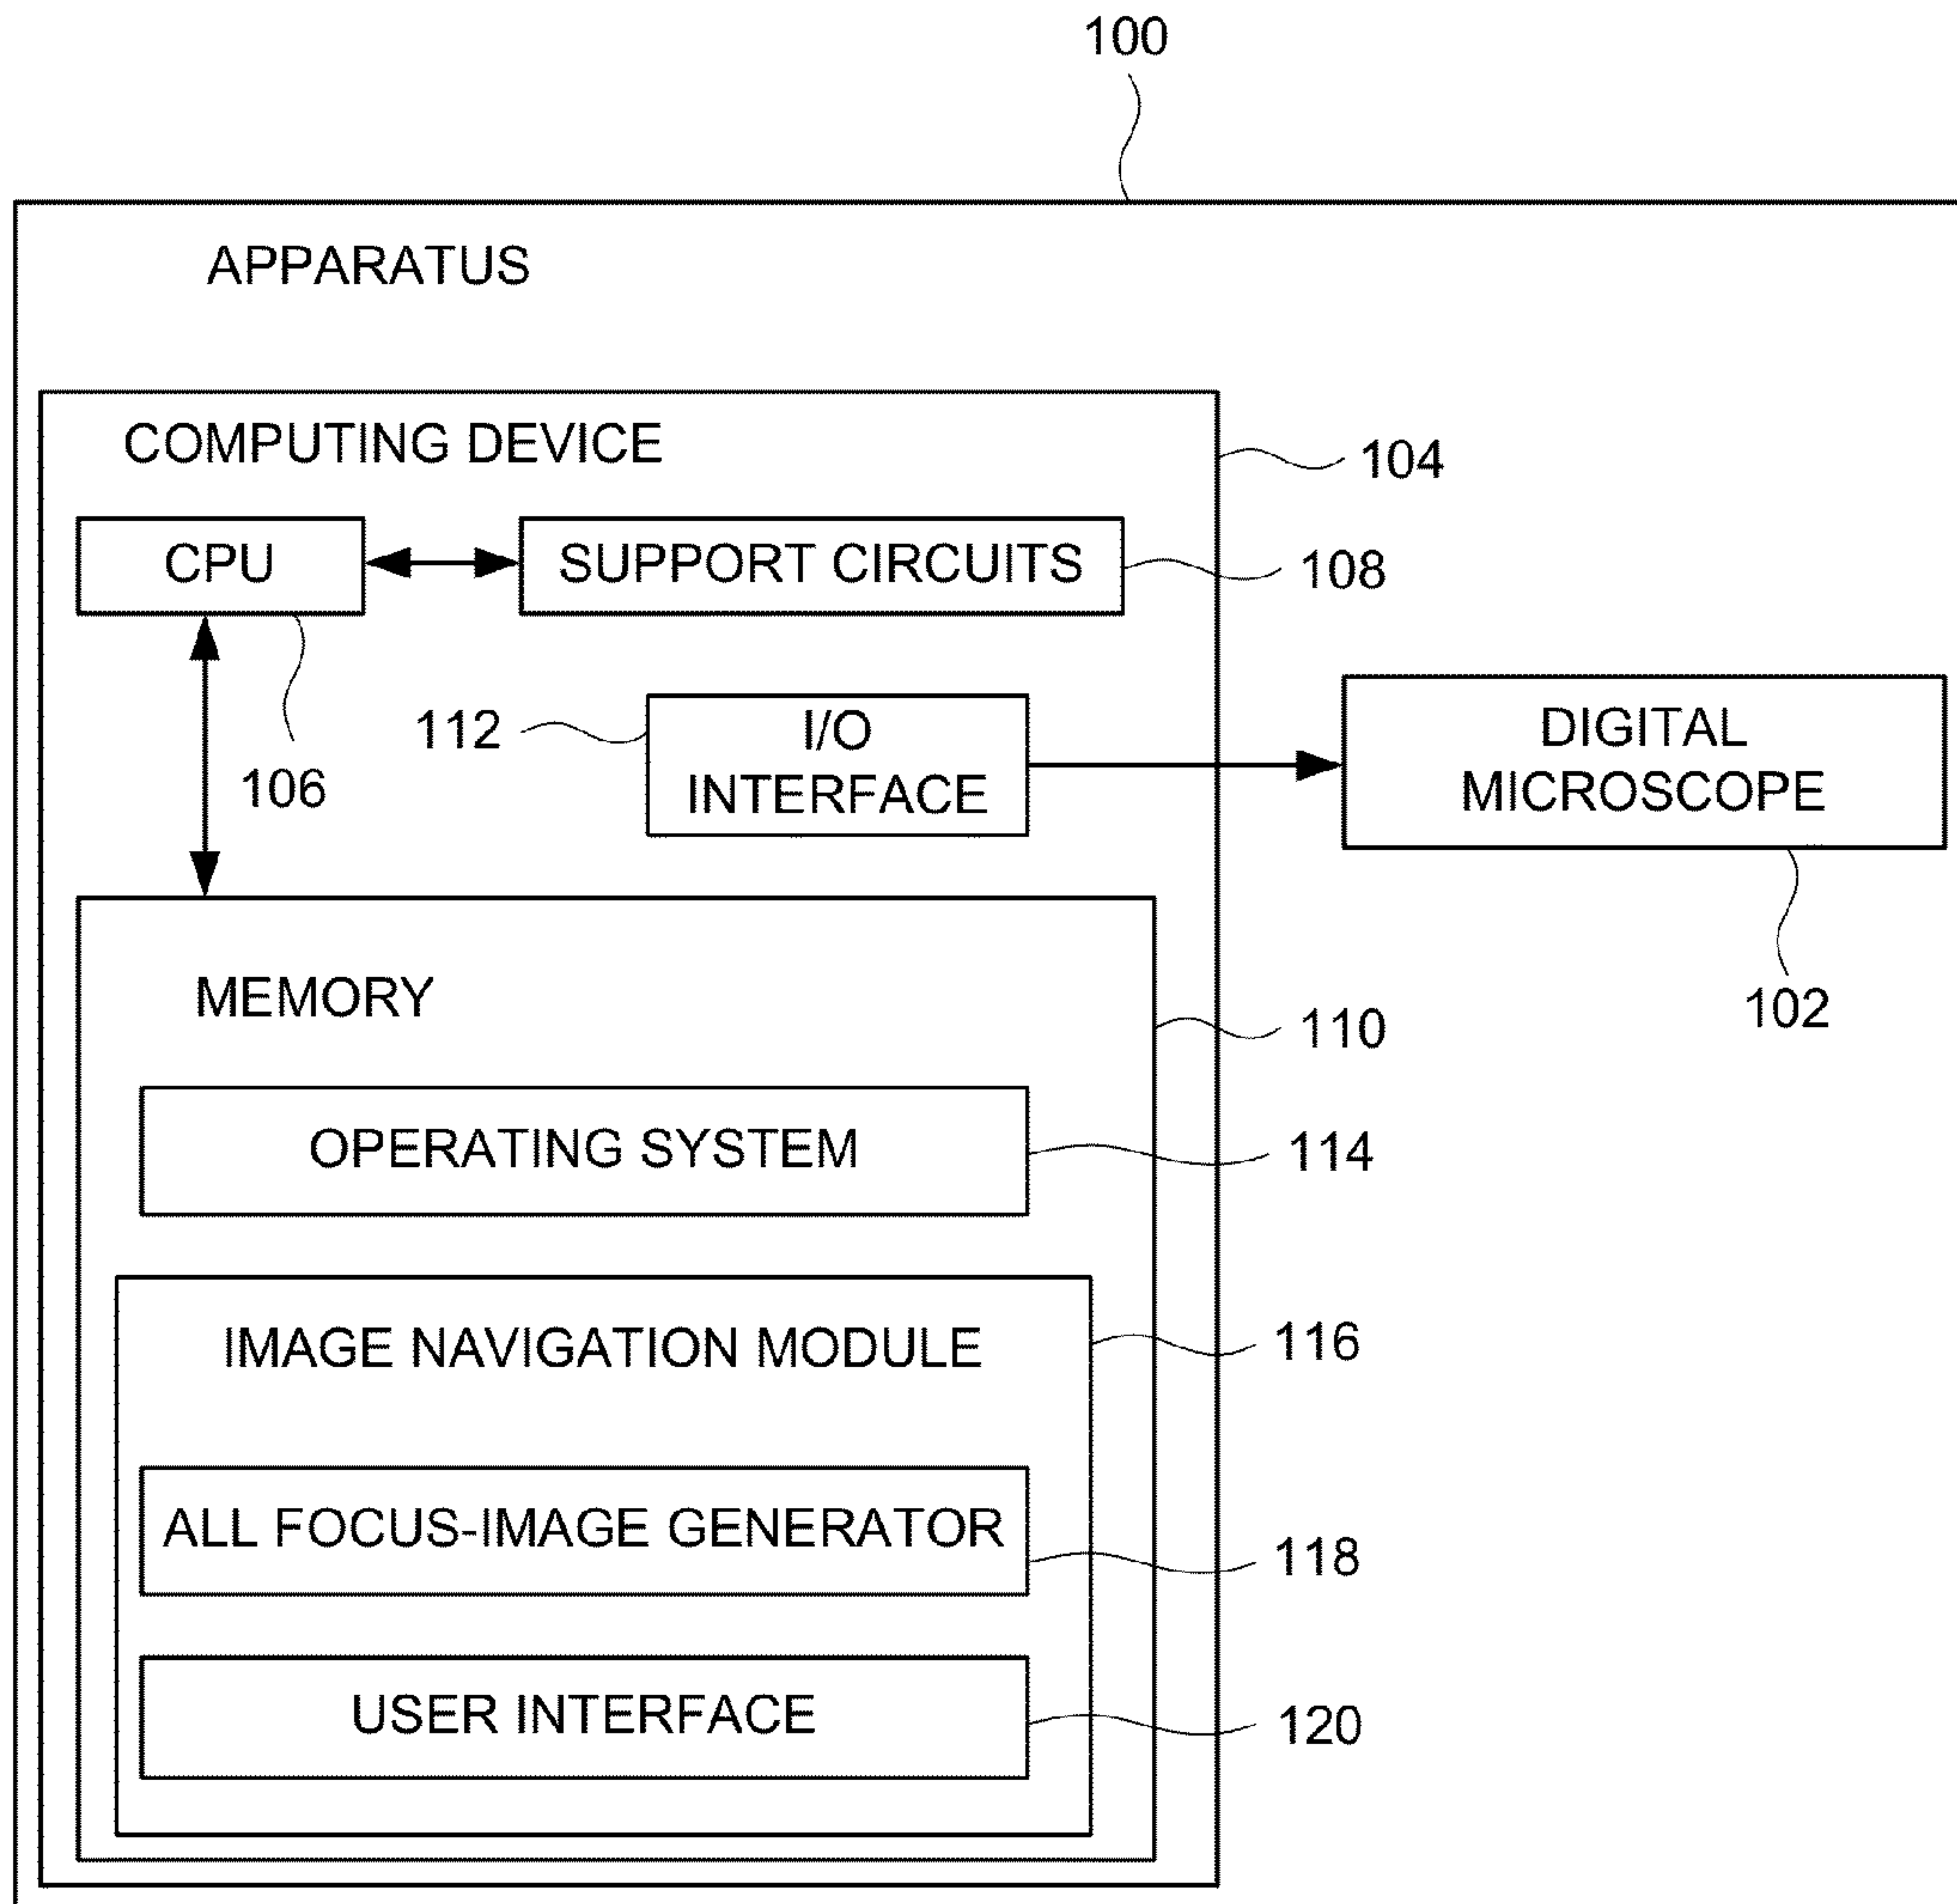 100
APPARATUS
COMPUTING DEVICE
104
CPU
SUPPORT CIRCUITS
108
106
112
I/O
INTERFACE
DIGITAL
MICROSCOPE
102
MEMORY
110
OPERATING SYSTEM
114
IMAGE NAVIGATION MODULE
116
ALL FOCUS-IMAGE GENERATOR
118
USER INTERFACE
120